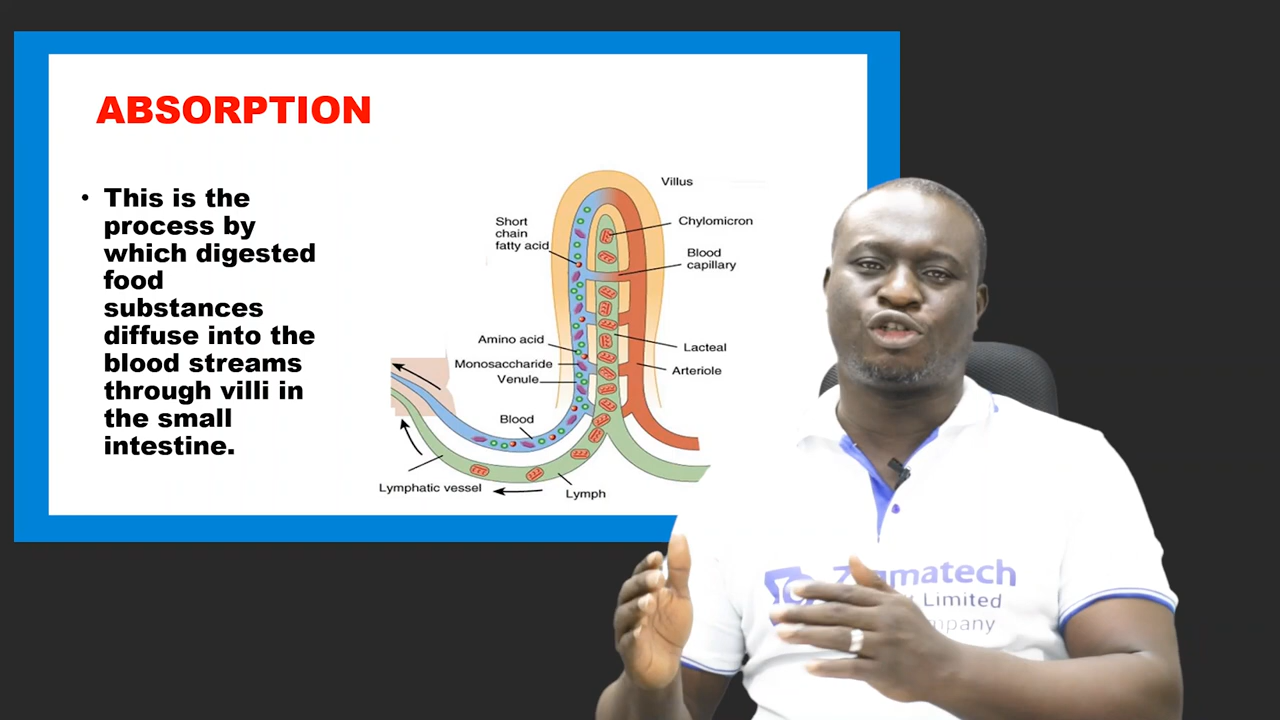 ABSORPTION
• This is the
process by
which digested
food
substances
diffuse into the
blood streams
through villi in
the small
intestine.
Villus
Short
chain
fatty acid
Chylomicron
Blood
capillary
Amino acid
Monosaccharide
Venule
Lacteal
Arteriole
Blood
Lymphatic vessel
Lymph
Limited